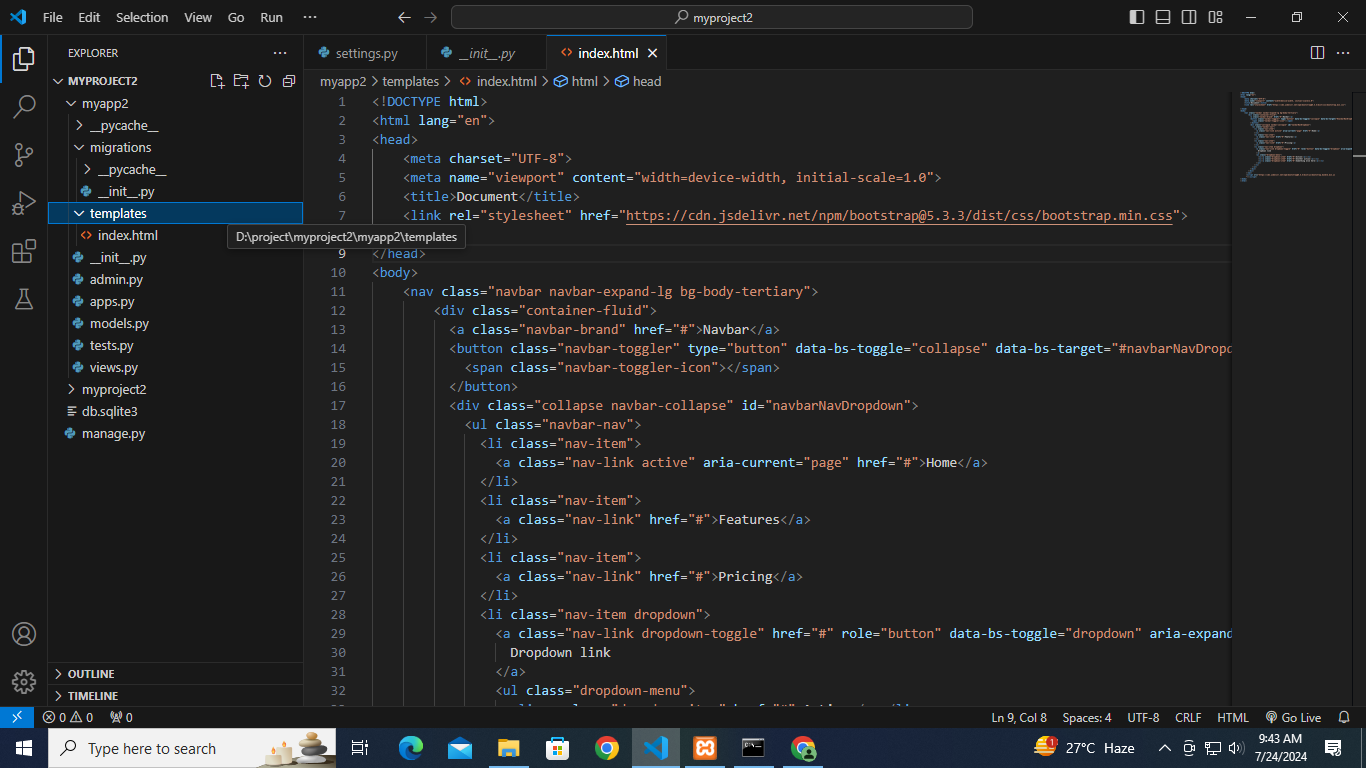 File Edit Selection View Go Run ··· myproject2
EXPLORER ···
MYPROJECT2
myapp2
__pycache__
migrations
__pycache__
__init__.py
templates
index.html
D:\project\myproject2\myapp2\templates
__init__.py
admin.py
apps.py
models.py
tests.py
views.py
myproject2
db.sqlite3
manage.py
OUTLINE
TIMELINE
settings.py __init__.py index.html
myapp2 > templates > index.html > html > head
1 <!DOCTYPE html>
2 <html lang="en">
3 <head>
4 <meta charset="UTF-8">
5 <meta name="viewport" content="width=device-width, initial-scale=1.0">
6 <title>Document</title>
7 <link rel="stylesheet" href="https://cdn.jsdelivr.net/npm/bootstrap@5.3.3/dist/css/bootstrap.min.css">
9 </head>
10 <body>
11 <nav class="navbar navbar-expand-lg bg-body-tertiary">
12 <div class="container-fluid">
13 <a class="navbar-brand" href="#">Navbar</a>
14 <button class="navbar-toggler" type="button" data-bs-toggle="collapse" data-bs-target="#navbarNavDropd
15 <span class="navbar-toggler-icon"></span>
16 </button>
17 <div class="collapse navbar-collapse" id="navbarNavDropdown">
18 <ul class="navbar-nav">
19 <li class="nav-item">
20 <a class="nav-link active" aria-current="page" href="#">Home</a>
21 </li>
22 <li class="nav-item">
23 <a class="nav-link" href="#">Features</a>
24 </li>
25 <li class="nav-item">
26 <a class="nav-link" href="#">Pricing</a>
27 </li>
28 <li class="nav-item dropdown">
29 <a class="nav-link dropdown-toggle" href="#" role="button" data-bs-toggle="dropdown" aria-expand
30 Dropdown link
31 </a>
32 <ul class="dropdown-menu">
0 0 0 Ln 9, Col 8 Spaces: 4 UTF-8 CRLF HTML Go Live
Type here to search 1 27°C Haze 9:43 AM
7/24/2024